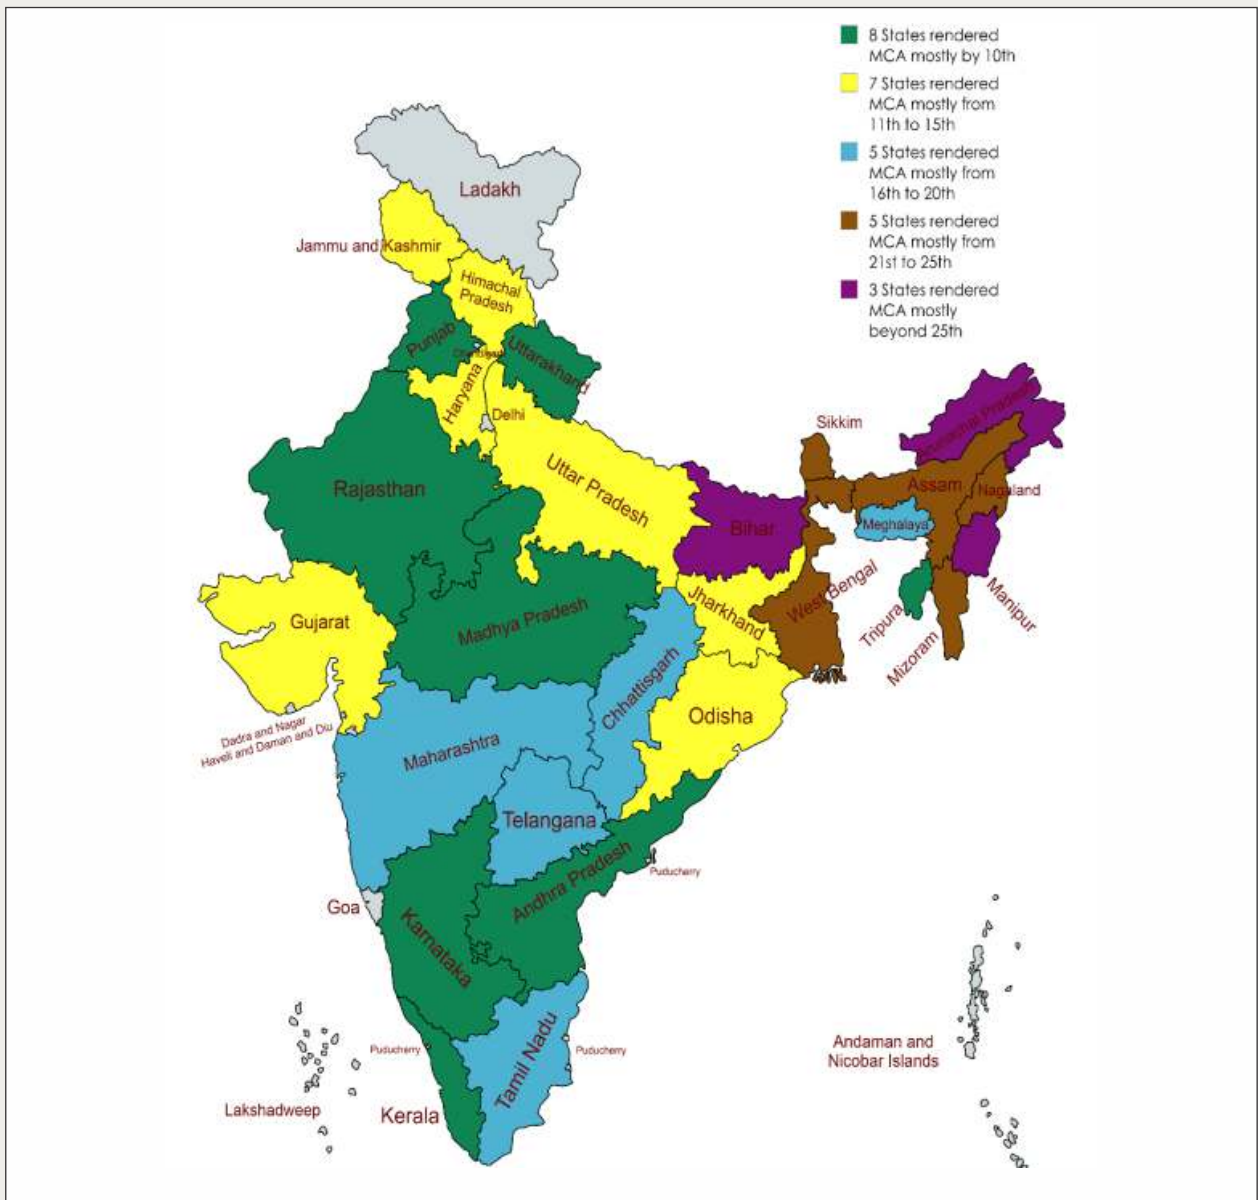 8 States rendered
MCA mostly by 10th
7 States rendered
MCA mostly from
11th to 15th
5 States rendered
MCA mostly from
16th to 20th
5 States rendered
MCA mostly from
21st to 25th
3 States rendered
MCA mostly
beyond 25th
Ladakh
Jammu and Kashmir
Himachal
Pradesh
Punjab
Uttarakhand
Haryana
Delhi
Sikkim
Arunachal Pradesh
Rajasthan
Uttar Pradesh
Bihar
Assam
Nagaland
Meghalaya
Manipur
Gujarat
Madhya Pradesh
Jharkhand
West Bengal
Tripura
Mizoram
Chhattisgarh
Odisha
Dadra and Nagar
Haveli and Daman and Diu
Maharashtra
Telangana
Andhra Pradesh
Puducherry
Goa
Karnataka
Puducherry
Tamil Nadu
Puducherry
Andaman and
Nicobar Islands
Lakshadweep
Kerala